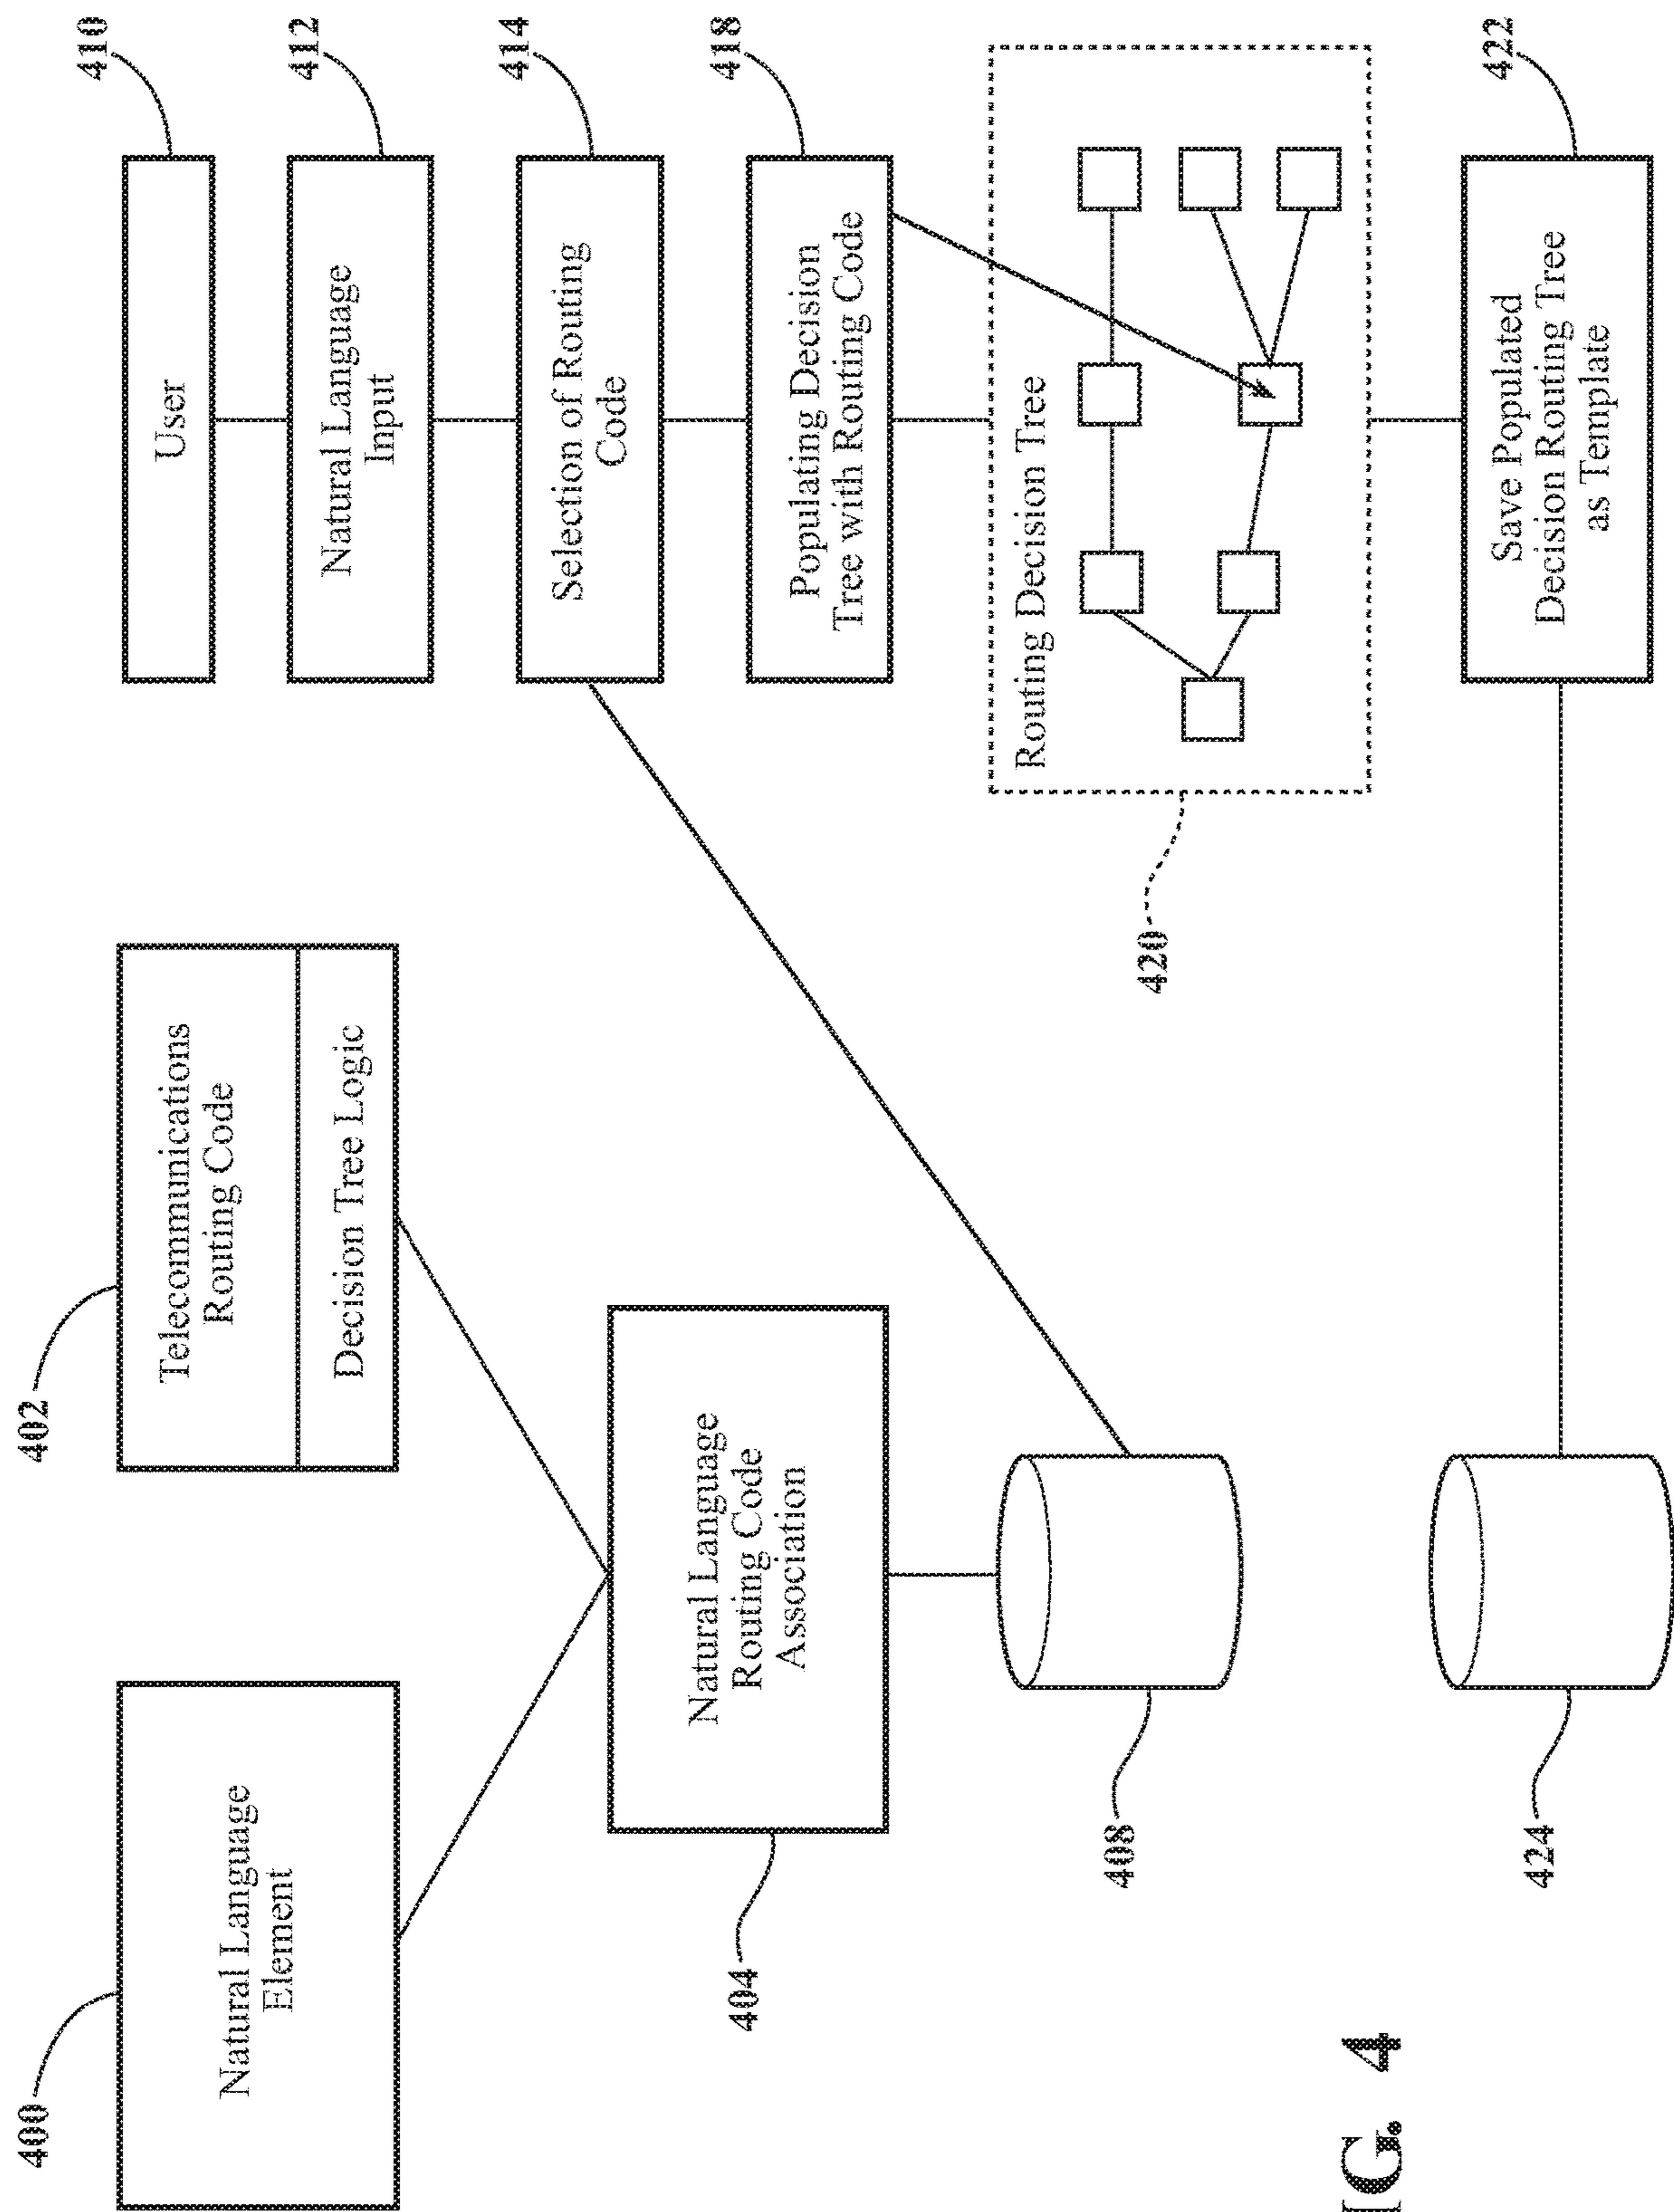 400
Natural Language
Element
402
Telecommunications
Routing Code
Decision Tree Logic
404
Natural Language
Routing Code
Association
408
424
410
User
412
Natural Language
Input
414
Selection of Routing
Code
418
Populating Decision
Tree with Routing Code
420
Routing Decision Tree
422
Save Populated
Decision Routing Tree
as Template
IG. 4